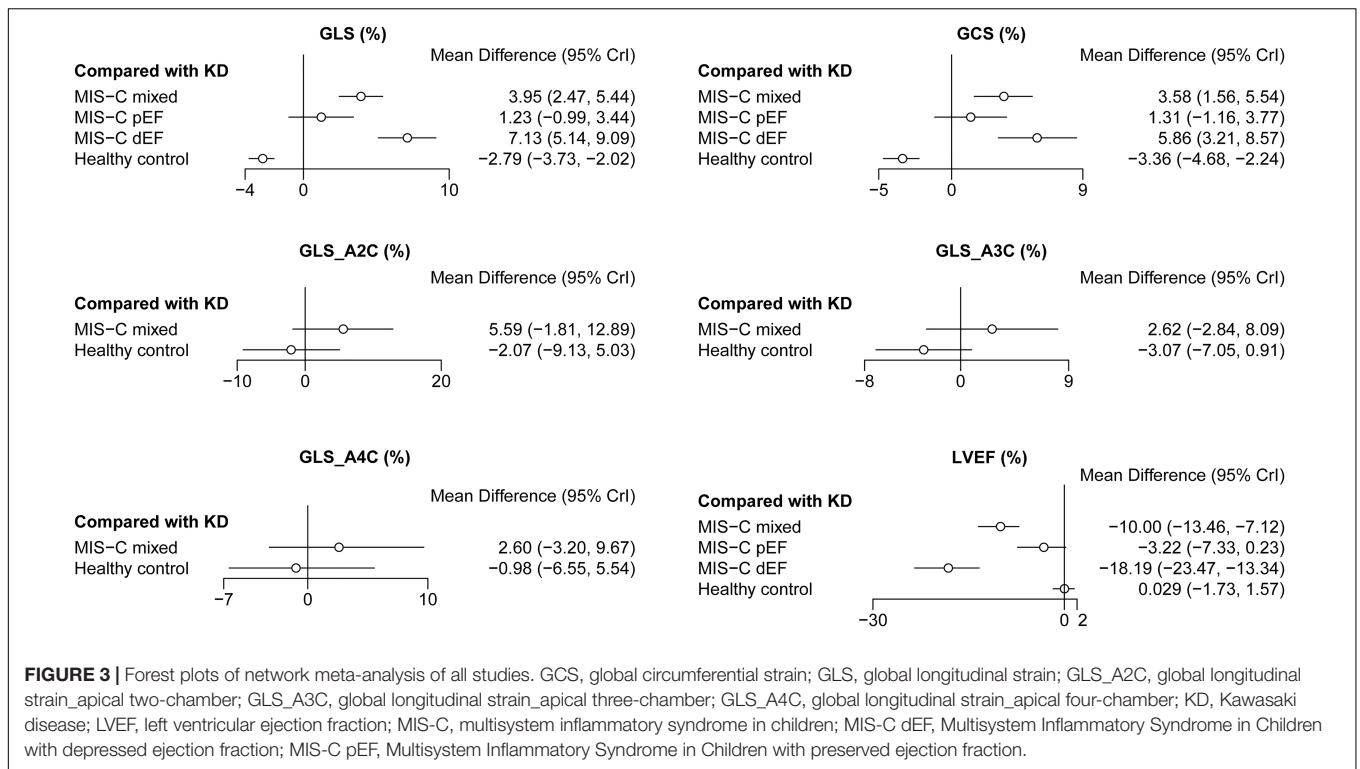 GLS (%)
Mean Difference (95% CrI)
Compared with KD
MIS−C mixed 3.95 (2.47, 5.44)
MIS−C pEF 1.23 (−0.99, 3.44)
MIS−C dEF 7.13 (5.14, 9.09)
Healthy control −2.79 (−3.73, −2.02)
−4 0 10
GCS (%)
Mean Difference (95% CrI)
Compared with KD
MIS−C mixed 3.58 (1.56, 5.54)
MIS−C pEF 1.31 (−1.16, 3.77)
MIS−C dEF 5.86 (3.21, 8.57)
Healthy control −3.36 (−4.68, −2.24)
−5 0 9
GLS_A2C (%)
Mean Difference (95% CrI)
Compared with KD
MIS−C mixed 5.59 (−1.81, 12.89)
Healthy control −2.07 (−9.13, 5.03)
−10 0 20
GLS_A3C (%)
Mean Difference (95% CrI)
Compared with KD
MIS−C mixed 2.62 (−2.84, 8.09)
Healthy control −3.07 (−7.05, 0.91)
−8 0 9
GLS_A4C (%)
Mean Difference (95% CrI)
Compared with KD
MIS−C mixed 2.60 (−3.20, 9.67)
Healthy control −0.98 (−6.55, 5.54)
−7 0 10
LVEF (%)
Mean Difference (95% CrI)
Compared with KD
MIS−C mixed −10.00 (−13.46, −7.12)
MIS−C pEF −3.22 (−7.33, 0.23)
MIS−C dEF −18.19 (−23.47, −13.34)
Healthy control 0.029 (−1.73, 1.57)
−30 0 2
FIGURE 3 | Forest plots of network meta-analysis of all studies. GCS, global circumferential strain; GLS, global longitudinal strain; GLS_A2C, global longitudinal
strain_apical two-chamber; GLS_A3C, global longitudinal strain_apical three-chamber; GLS_A4C, global longitudinal strain_apical four-chamber; KD, Kawasaki
disease; LVEF, left ventricular ejection fraction; MIS-C, multisystem inflammatory syndrome in children; MIS-C dEF, Multisystem Inflammatory Syndrome in Children
with depressed ejection fraction; MIS-C pEF, Multisystem Inflammatory Syndrome in Children with preserved ejection fraction.